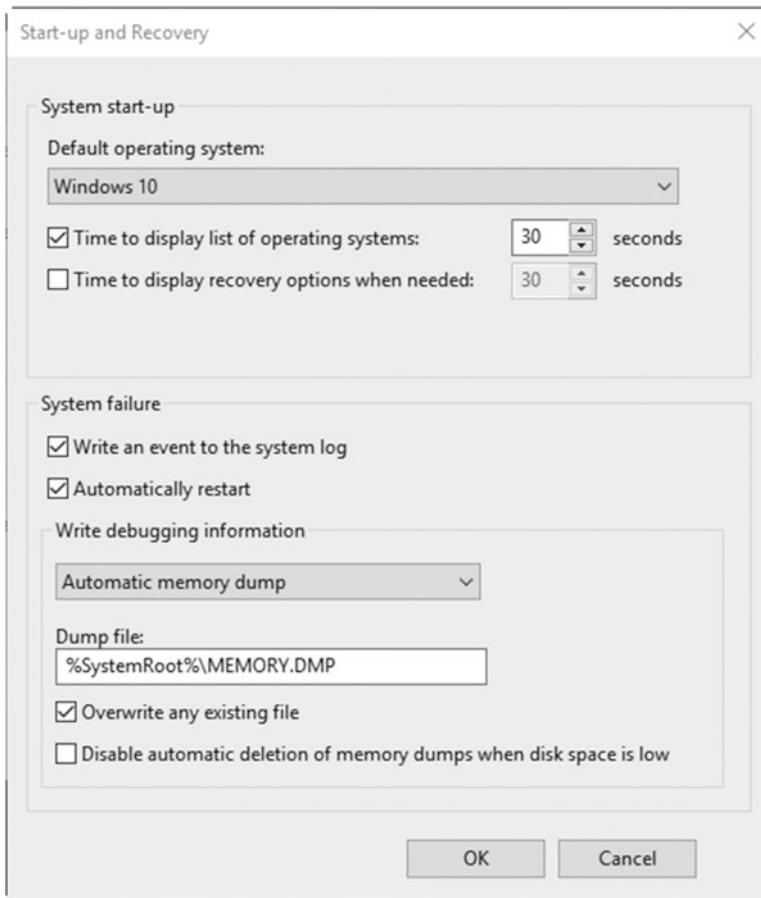 Start-up and Recovery
System start-up
Default operating system:
Windows 10
Time to display list of operating systems: 30 seconds
Time to display recovery options when needed: 30 seconds
System failure
Write an event to the system log
Automatically restart
Write debugging information
Automatic memory dump
Dump file:
%SystemRoot%\MEMORY.DMP
Overwrite any existing file
Disable automatic deletion of memory dumps when disk space is low
OK Cancel